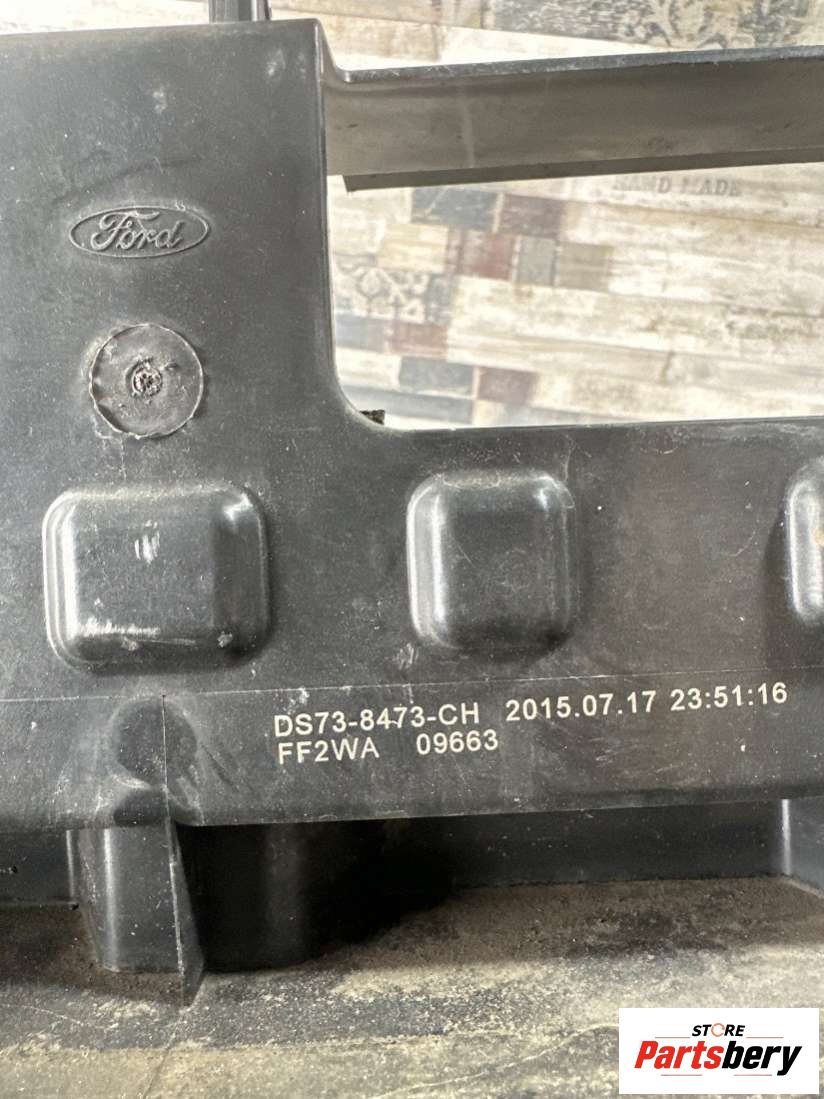 HAND MADE
Ford
DS73-8473-CH 2015.07.17 23:51:16
FF2WA 09663
STORE
Partsbery